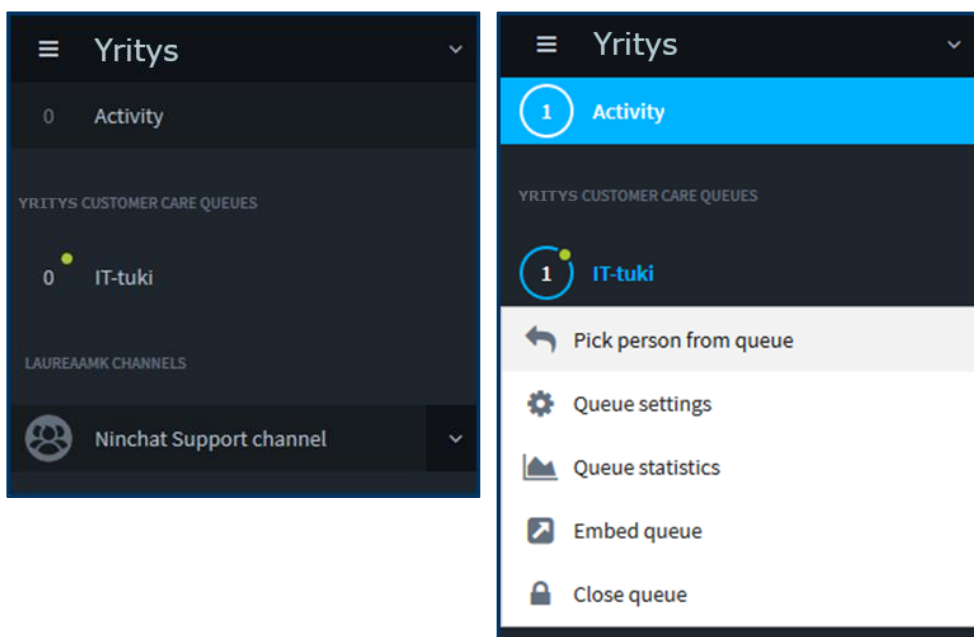 Yritys
0 Activity
YRITYS CUSTOMER CARE QUEUES
0 IT-tuki
LAUREAAMK CHANNELS
Ninchat Support channel
Yritys
1 Activity
YRITYS CUSTOMER CARE QUEUES
1 IT-tuki
Pick person from queue
Queue settings
Queue statistics
Embed queue
Close queue